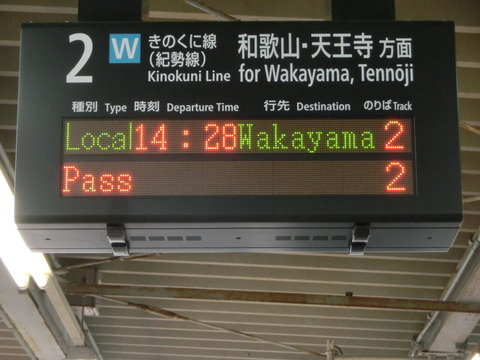 2 W きのくに線 和歌山・天王寺 方面
(紀勢線)
Kinokuni Line for Wakayama, Tennōji
種別 Type 時刻 Departure Time 行先 Destination のりば Track
Local 14:28 Wakayama 2
Pass 2